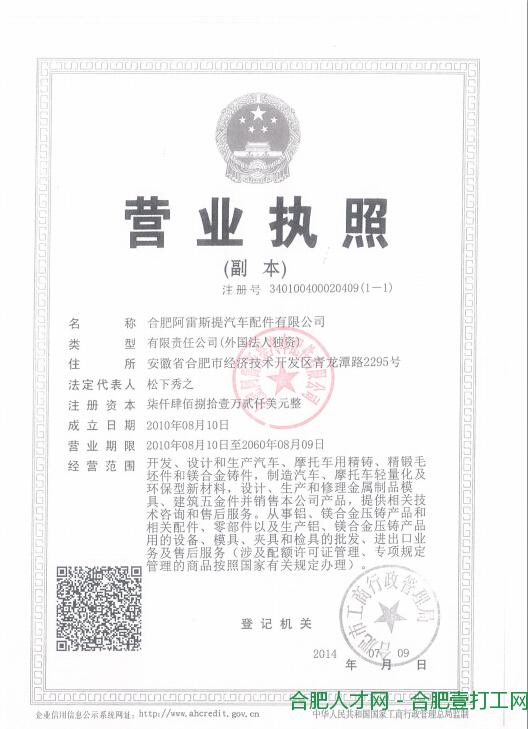 营业执照
(副 本)
注册号 340100400020409(1-1)
名 称 合肥阿雷斯提汽车配件有限公司
类 型 有限责任公司(外国法人独资)
住 所 安徽省合肥市经济技术开发区青龙潭路2295号
法定代表人 松下秀之
注册资本 柒仟肆佰捌拾壹万贰仟美元整
成立日期 2010年08月10日
营业期限 2010年08月10日至2060年08月09日
经营范围 开发、设计和生产汽车、摩托车用精铸、精锻毛
坯件和镁合金铸件，制造汽车、摩托车轻量化及
环保型新材料，设计、生产和修理金属制品模
具、建筑五金件并销售本公司产品，提供相关技
术咨询和售后服务。从事铝、镁合金压铸产品和
相关配件、零部件以及生产铝、镁合金压铸产品
用的设备、模具、夹具和检具的批发、进出口业
务及售后服务（涉及配额许可证管理、专项规定
管理的商品按照国家有关规定办理）。
合肥市工商行政管理局
登记机关
2014 年 07 月 09 日
合肥人才网 - 合肥壹打工网
企业信用信息公示系统网址：http://www.ahcredit.gov.cn
中华人民共和国国家工商行政管理总局监制